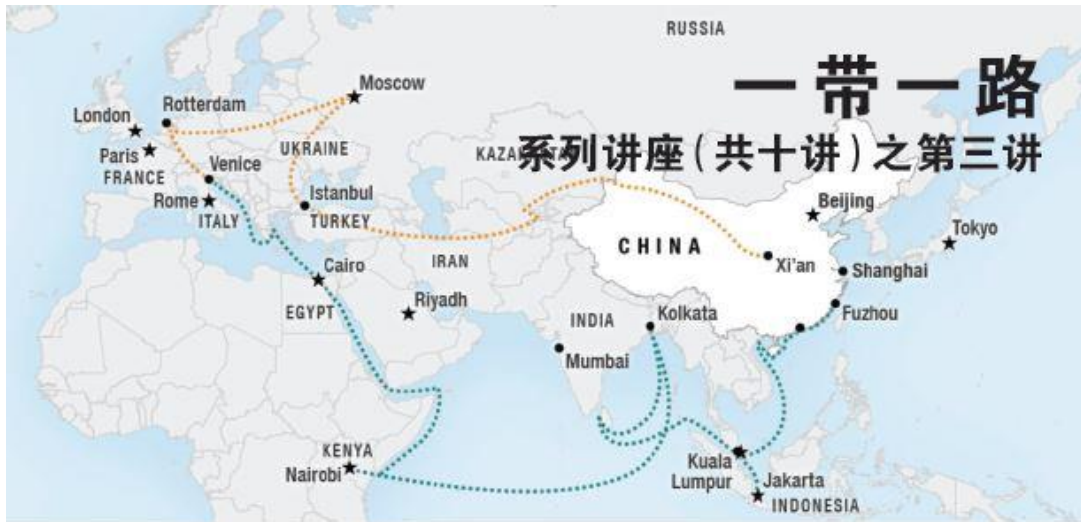 RUSSIA
一带一路
Moscow
Rotterdam
London
系列讲座(共十讲)之第三讲
UKRAINE
Paris
KAZAKHSTA
FRANCE
Venice
Rome
Istanbul
Beijing
ITALY
TURKEY
Tokyo
CHINA
IRAN
Cairo
Xi'an
Shanghai
Riyadh
EGYPT
Kolkata
Fuzhou
INDIA
Mumbai
KENYA
Nairobi
Kuala
Lumpur
Jakarta
INDONESIA